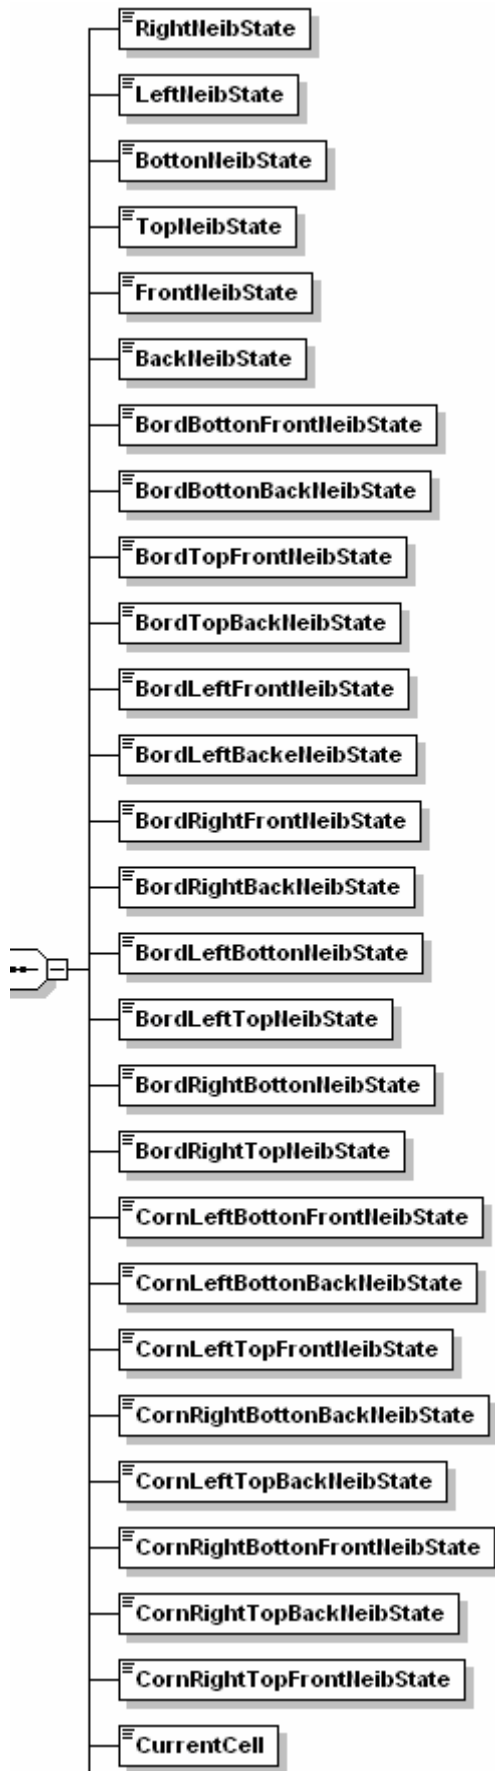 RightNeibState
LeftNeibState
BottonNeibState
TopNeibState
FrontNeibState
BackNeibState
BordBottonFrontNeibState
BordBottonBackNeibState
BordTopFrontNeibState
BordTopBackNeibState
BordLeftFrontNeibState
BordLeftBackeNeibState
BordRightFrontNeibState
BordRightBackNeibState
BordLeftBottonNeibState
BordLeftTopNeibState
BordRightBottonNeibState
BordRightTopNeibState
CornLeftBottonFrontNeibState
CornLeftBottonBackNeibState
CornLeftTopFrontNeibState
CornRightBottonBackNeibState
CornLeftTopBackNeibState
CornRightBottonFrontNeibState
CornRightTopBackNeibState
CornRightTopFrontNeibState
CurrentCell